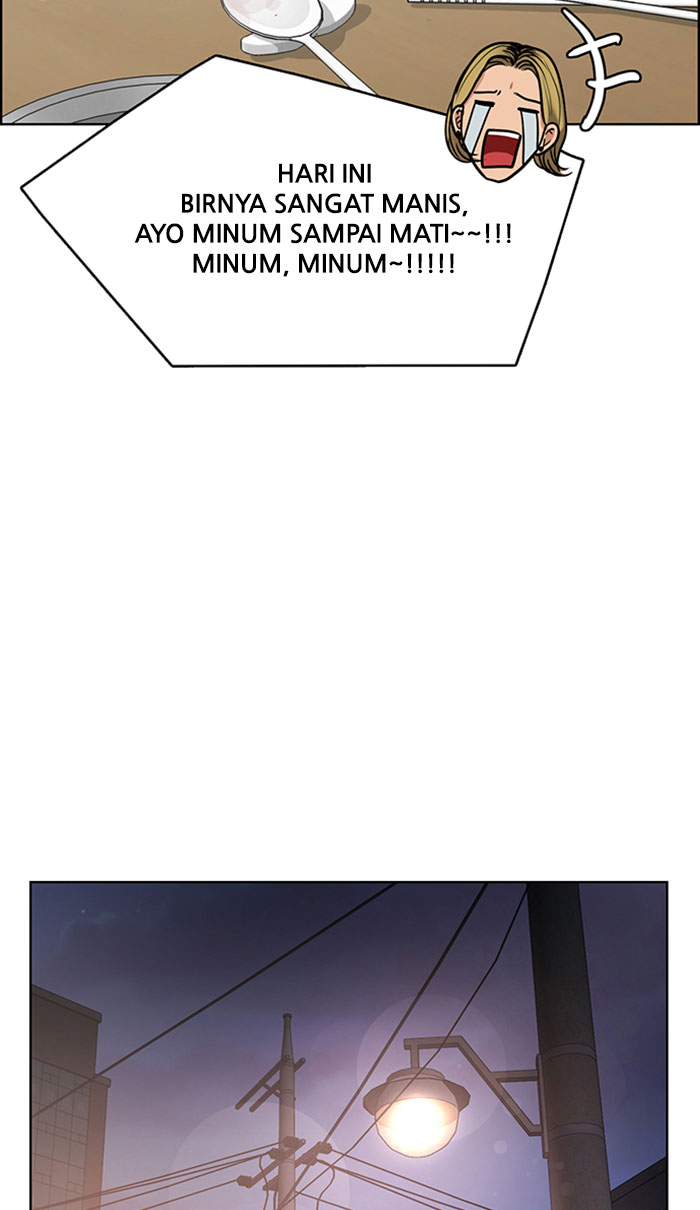 HARI INI
BIRNYA SANGAT MANIS,
AYO MINUM SAMPAI MATI~~!!!
MINUM, MINUM~!!!!!